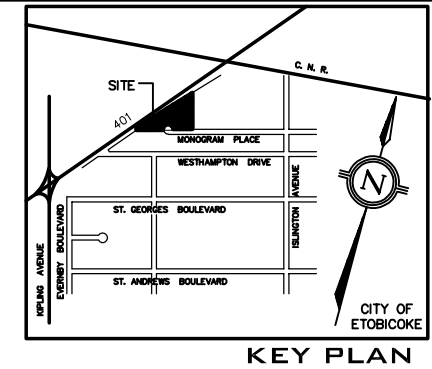 C. N. R.
SITE
401
MONOGRAM PLACE
WESTHAMPTON DRIVE
ISLINGTON AVENUE
N
ST. GEORGES BOULEVARD
KIPLING AVENUE
EVERNBY BOULEVARD
ST. ANDREWS BOULEVARD
CITY OF
ETOBICOKE
KEY PLAN